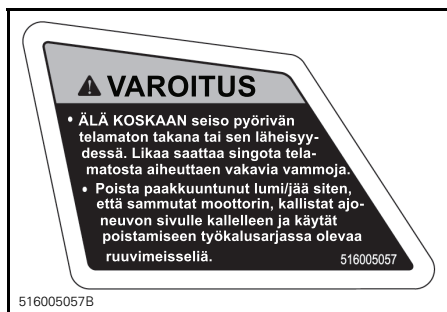 VAROITUS
• ÄLÄ KOSKAAN seiso pyörivän
telamaton takana tai sen läheisyy-
dessä. Likaa saattaa singota tela-
matosta aiheuttaen vakavia vammoja.
• Poista paakkuuntunut lumi/jää siten,
että sammutat moottorin, kallistat ajo-
neuvon sivulle kallelleen ja käytät
poistamiseen työkalusarjassa olevaa
ruuvimeisseliä.
516005057
516005057B